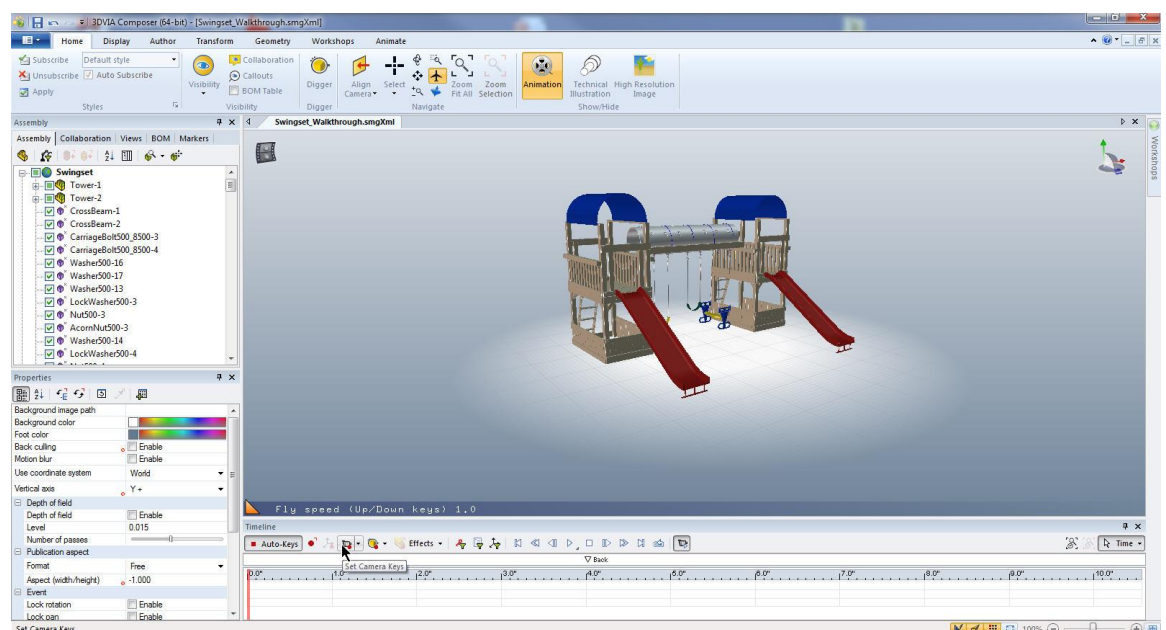 3DVIA Composer (64-bit) - [Swingset_Walkthrough.smgXml]
Home Display Author Transform Geometry Workshops Animate
Subscribe Default style
Unsubscribe Auto Subscribe
Apply
Styles
Visibility
Collaboration
Callouts
BOM Table
Visibility
Digger
Digger
Align Camera
Select
Zoom Fit All
Zoom Selection
Navigate
Animation
Technical Illustration
High Resolution Image
Show/Hide
Assembly
Assembly Collaboration Views BOM Markers
Swingset
Tower-1
Tower-2
CrossBeam-1
CrossBeam-2
CarriageBolt500_8500-3
CarriageBolt500_8500-4
Washer500-16
Washer500-17
Washer500-13
LockWasher500-3
Nut500-3
AcornNut500-3
Washer500-14
LockWasher500-4
Swingset_Walkthrough.smgXml
Workshops
Fly speed (Up/Down keys) 1.0
Properties
Background image path
Background color
Foot color
Back culling Enable
Motion blur Enable
Use coordinate system World
Vertical axis Y +
Depth of field
Depth of field Enable
Level 0.015
Number of passes
Publication aspect
Format Free
Aspect (width/height) -1.000
Event
Lock rotation Enable
Lock pan Enable
Timeline
Auto-Keys Effects Time
Set Camera Keys
Back
0.0" 1.0" 2.0" 3.0" 4.0" 5.0" 6.0" 7.0" 8.0" 9.0" 10.0"
Set Camera Keys 100%